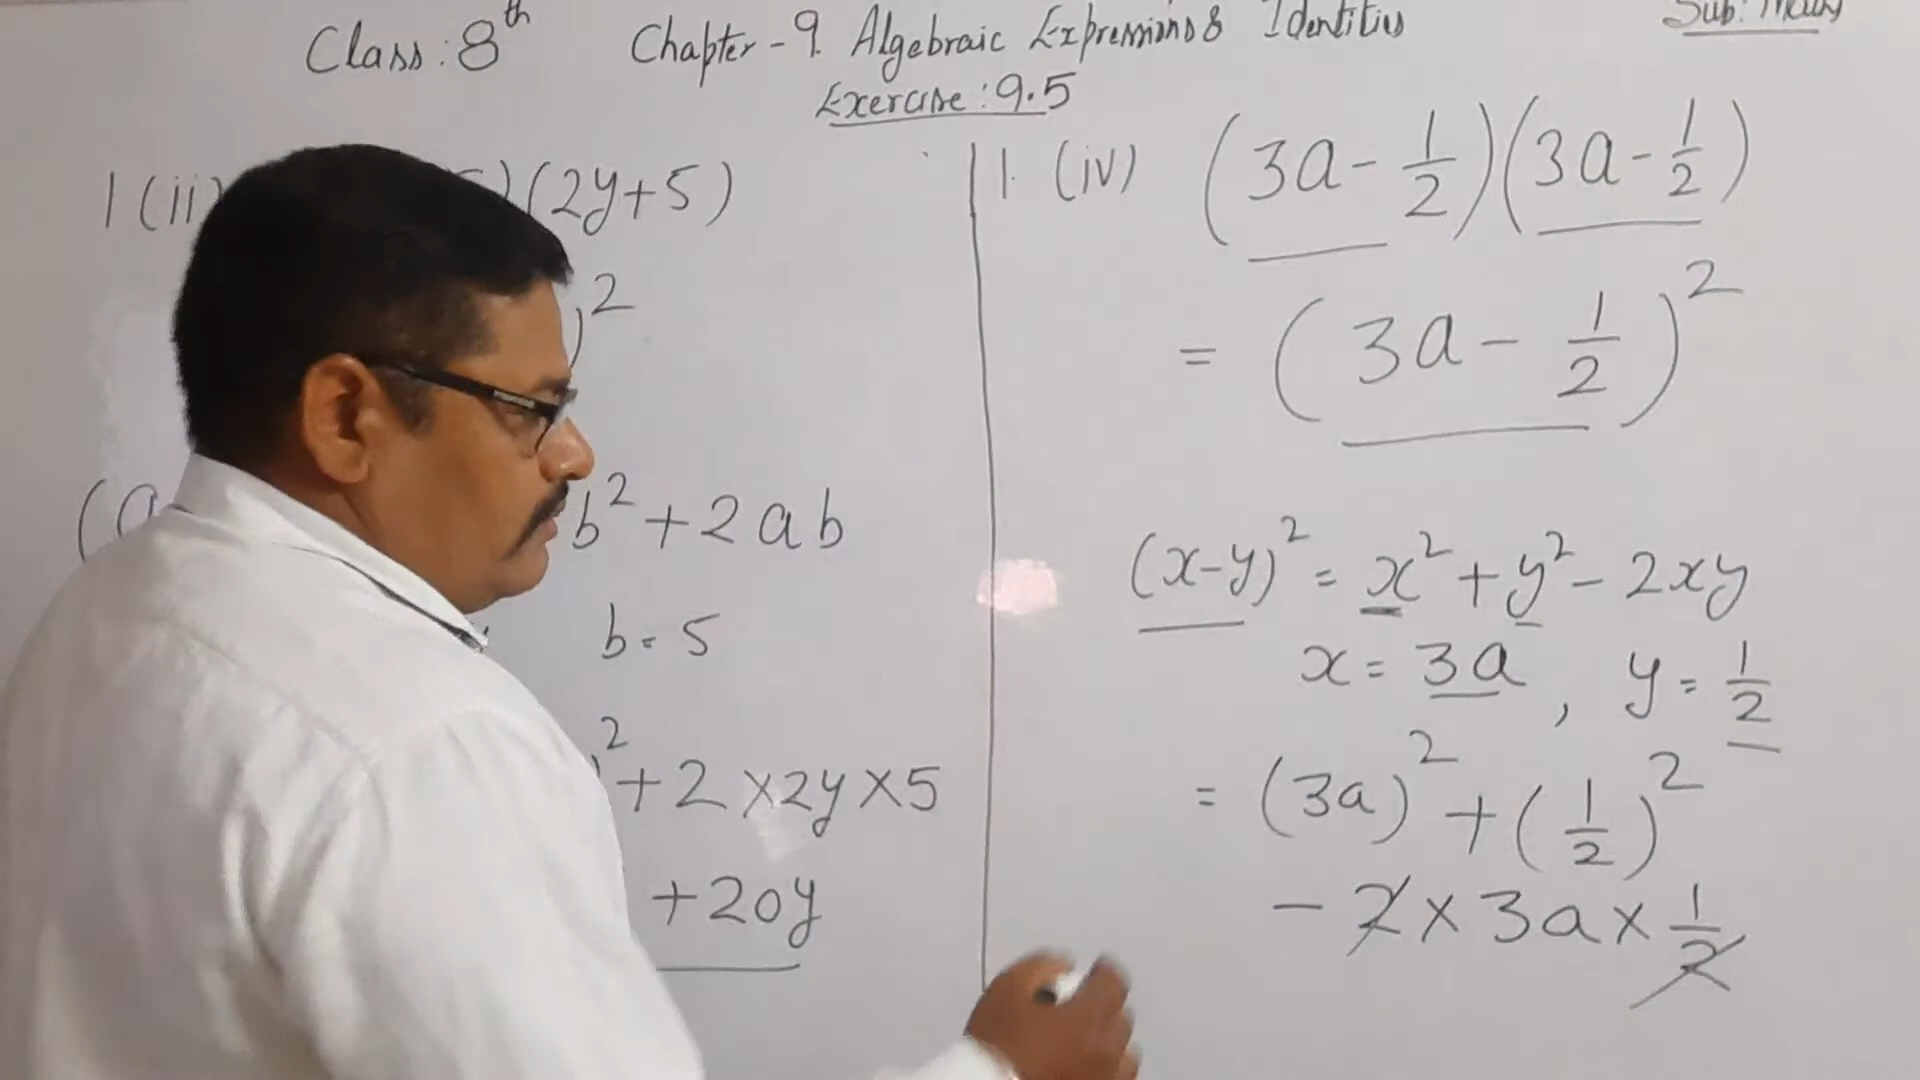 Class: 8th Chapter-9. Algebraic Expressions & Identities Sub: Maths
Exercise: 9.5
1 (ii) (2y+5)
)²
b² + 2ab
b = 5
)² + 2 × 2y × 5
+ 20y
1. (iv) (3a - 1/2)(3a - 1/2)
= (3a - 1/2)²
(x-y)² = x² + y² - 2xy
x = 3a, y = 1/2
= (3a)² + (1/2)²
- 2 × 3a × 1/2